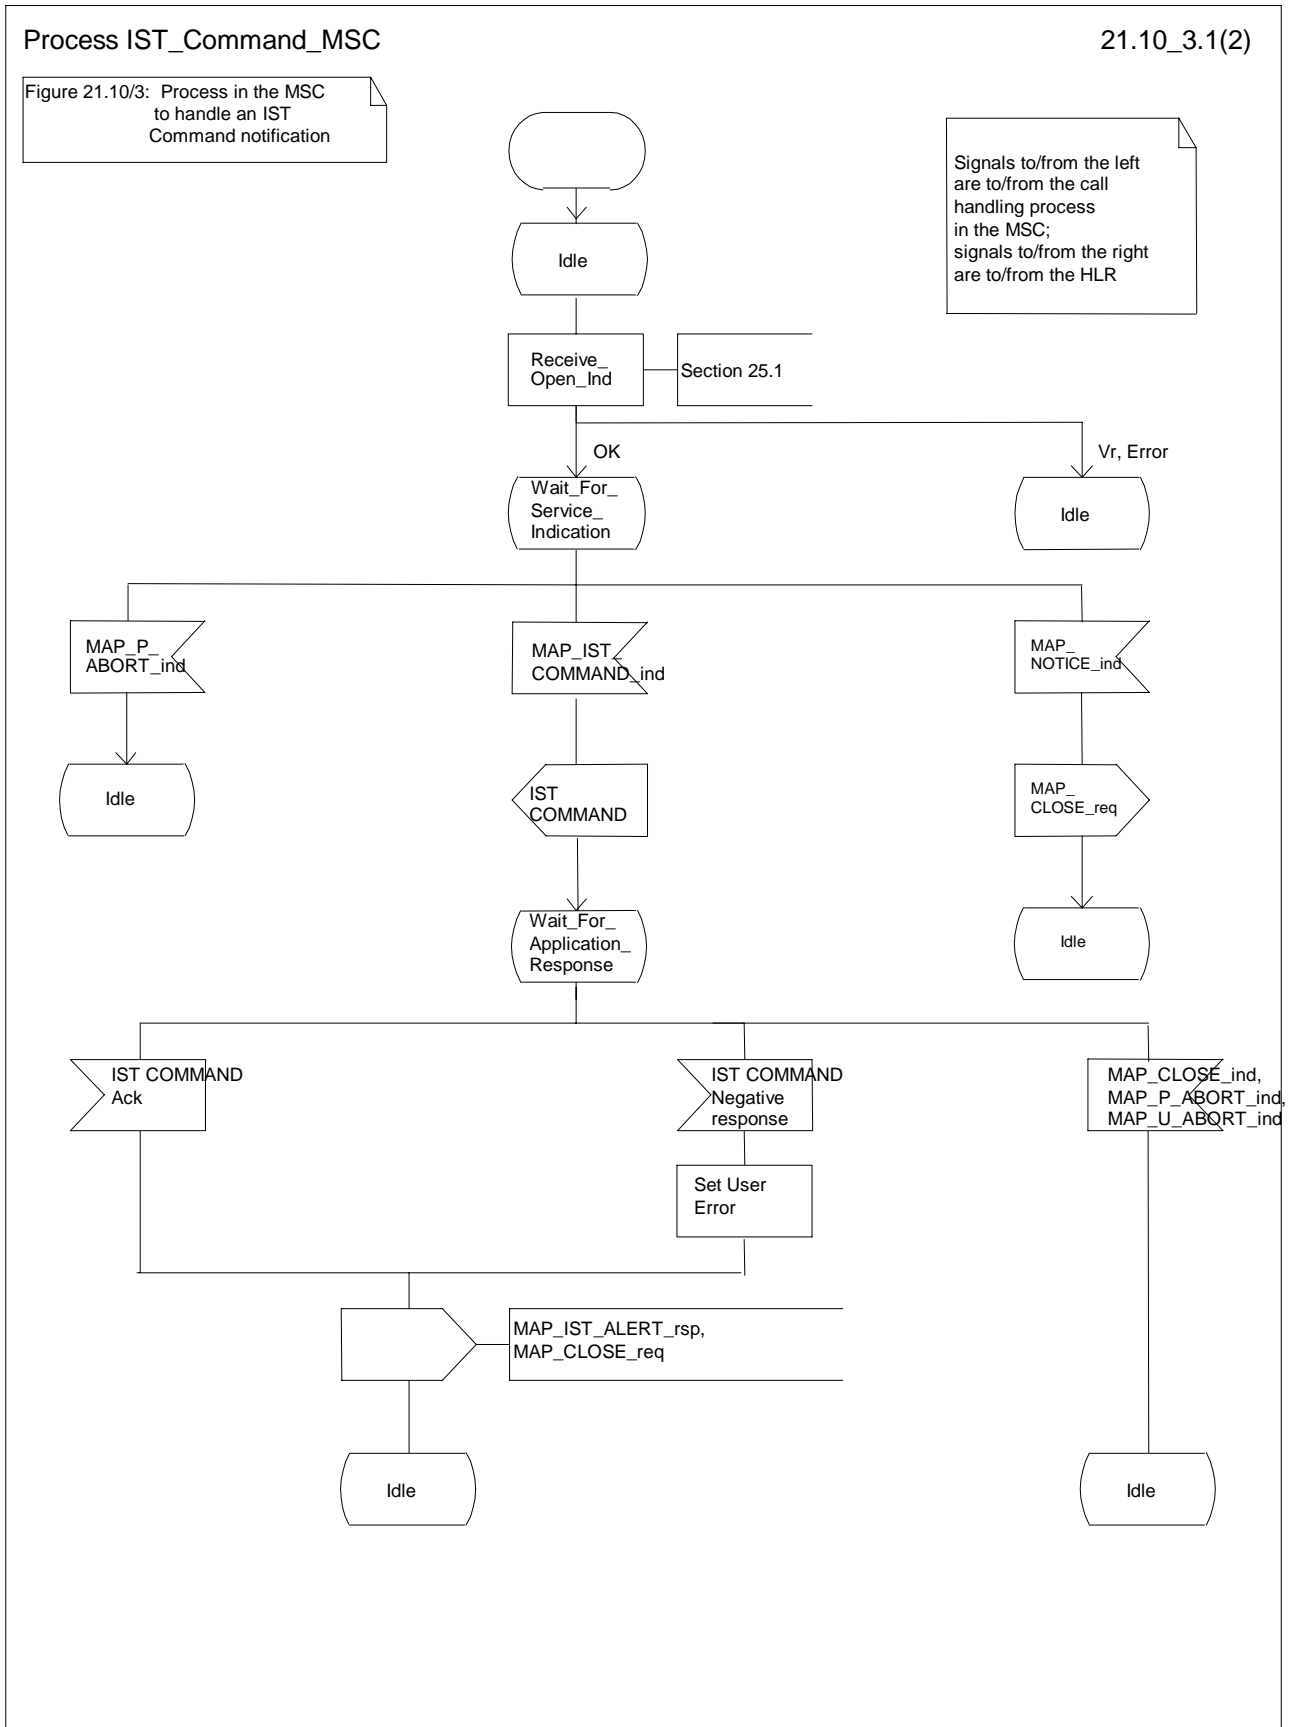 Process IST_Command_MSC
21.10_3.1(2)
Figure 21.10/3: Process in the MSC
to handle an IST
Command notification
Signals to/from the left
are to/from the call
handling process
in the MSC;
signals to/from the right
are to/from the HLR
Idle
Receive_
Open_Ind
Section 25.1
OK
Vr, Error
Wait_For_
Service_
Indication
Idle
MAP_P_
ABORT_ind
MAP_IST_
COMMAND_ind
MAP_
NOTICE_ind
Idle
IST
COMMAND
MAP_
CLOSE_req
Wait_For_
Application_
Response
Idle
IST COMMAND
Ack
IST COMMAND
Negative
response
MAP_CLOSE_ind,
MAP_P_ABORT_ind,
MAP_U_ABORT_ind
Set User
Error
MAP_IST_ALERT_rsp,
MAP_CLOSE_req
Idle
Idle